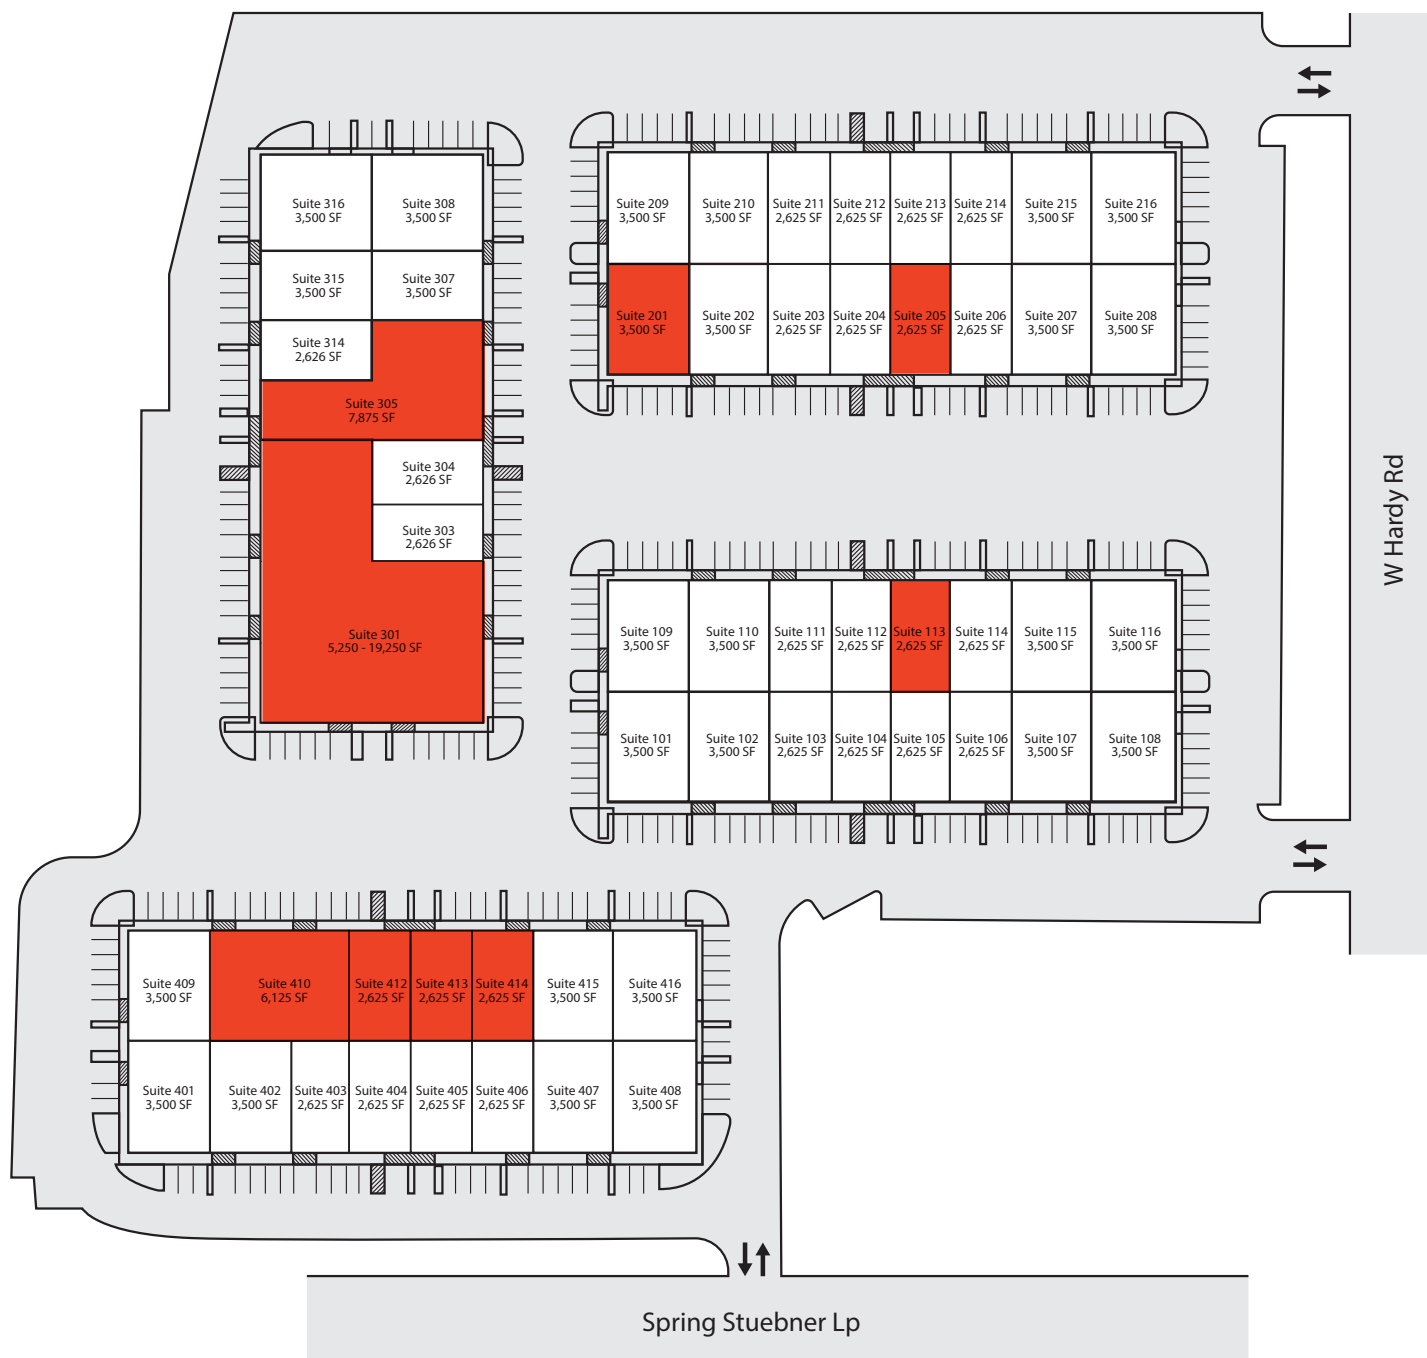 Suite 316
3,500 SF
Suite 308
3,500 SF
Suite 315
3,500 SF
Suite 307
3,500 SF
Suite 314
2,626 SF
Suite 305
7,875 SF
Suite 304
2,626 SF
Suite 303
2,626 SF
Suite 301
5,250 - 19,250 SF
Suite 209
3,500 SF
Suite 210
3,500 SF
Suite 211
2,625 SF
Suite 212
2,625 SF
Suite 213
2,625 SF
Suite 214
2,625 SF
Suite 215
3,500 SF
Suite 216
3,500 SF
Suite 201
3,500 SF
Suite 202
3,500 SF
Suite 203
2,625 SF
Suite 204
2,625 SF
Suite 205
2,625 SF
Suite 206
2,625 SF
Suite 207
3,500 SF
Suite 208
3,500 SF
W Hardy Rd
Suite 109
3,500 SF
Suite 110
3,500 SF
Suite 111
2,625 SF
Suite 112
2,625 SF
Suite 113
2,625 SF
Suite 114
2,625 SF
Suite 115
3,500 SF
Suite 116
3,500 SF
Suite 101
3,500 SF
Suite 102
3,500 SF
Suite 103
2,625 SF
Suite 104
2,625 SF
Suite 105
2,625 SF
Suite 106
2,625 SF
Suite 107
3,500 SF
Suite 108
3,500 SF
Suite 409
3,500 SF
Suite 410
6,125 SF
Suite 412
2,625 SF
Suite 413
2,625 SF
Suite 414
2,625 SF
Suite 415
3,500 SF
Suite 416
3,500 SF
Suite 401
3,500 SF
Suite 402
3,500 SF
Suite 403
2,625 SF
Suite 404
2,625 SF
Suite 405
2,625 SF
Suite 406
2,625 SF
Suite 407
3,500 SF
Suite 408
3,500 SF
Spring Stuebner Lp